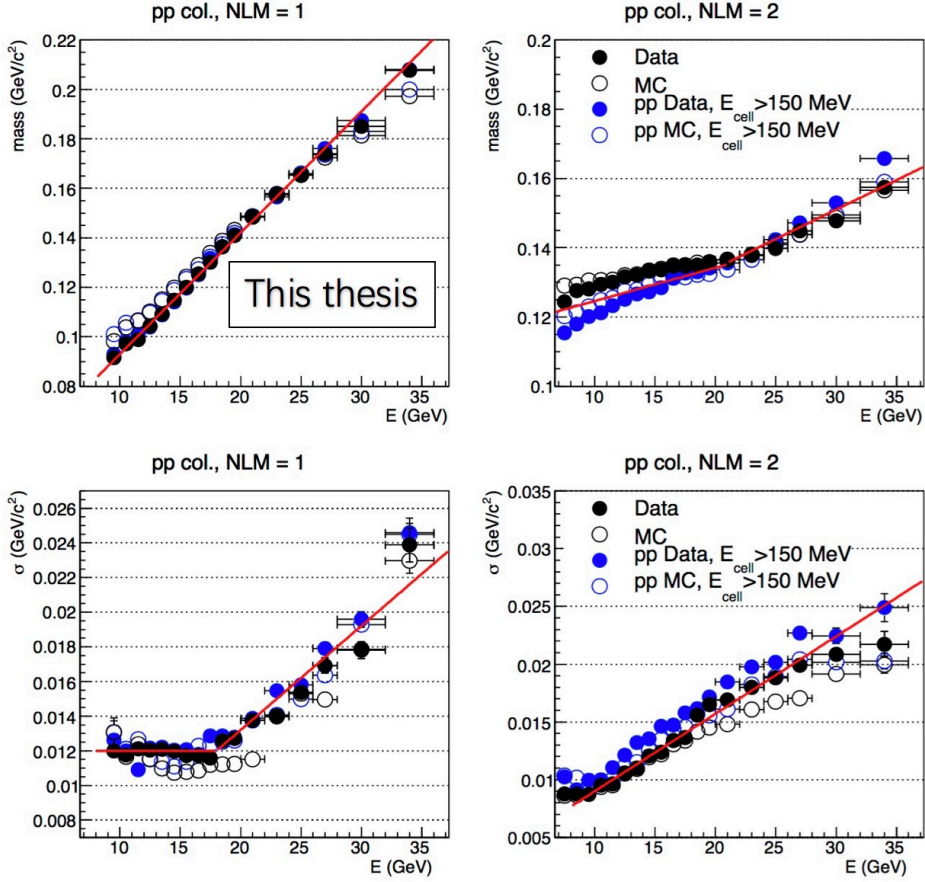 pp col., NLM = 1
mass (GeV/c²)
0.22
0.2
0.18
0.16
0.14
0.12
0.1
0.08
This thesis
10 15 20 25 30 35
E (GeV)
pp col., NLM = 2
mass (GeV/c²)
0.2
0.18
0.16
0.14
0.12
0.1
Data
MC
pp Data, E_cell>150 MeV
pp MC, E_cell>150 MeV
10 15 20 25 30 35
E (GeV)
pp col., NLM = 1
σ (GeV/c²)
0.026
0.024
0.022
0.02
0.018
0.016
0.014
0.012
0.01
0.008
10 15 20 25 30 35
E (GeV)
pp col., NLM = 2
σ (GeV/c²)
0.035
0.03
0.025
0.02
0.015
0.01
0.005
Data
MC
pp Data, E_cell>150 MeV
pp MC, E_cell>150 MeV
10 15 20 25 30 35
E (GeV)